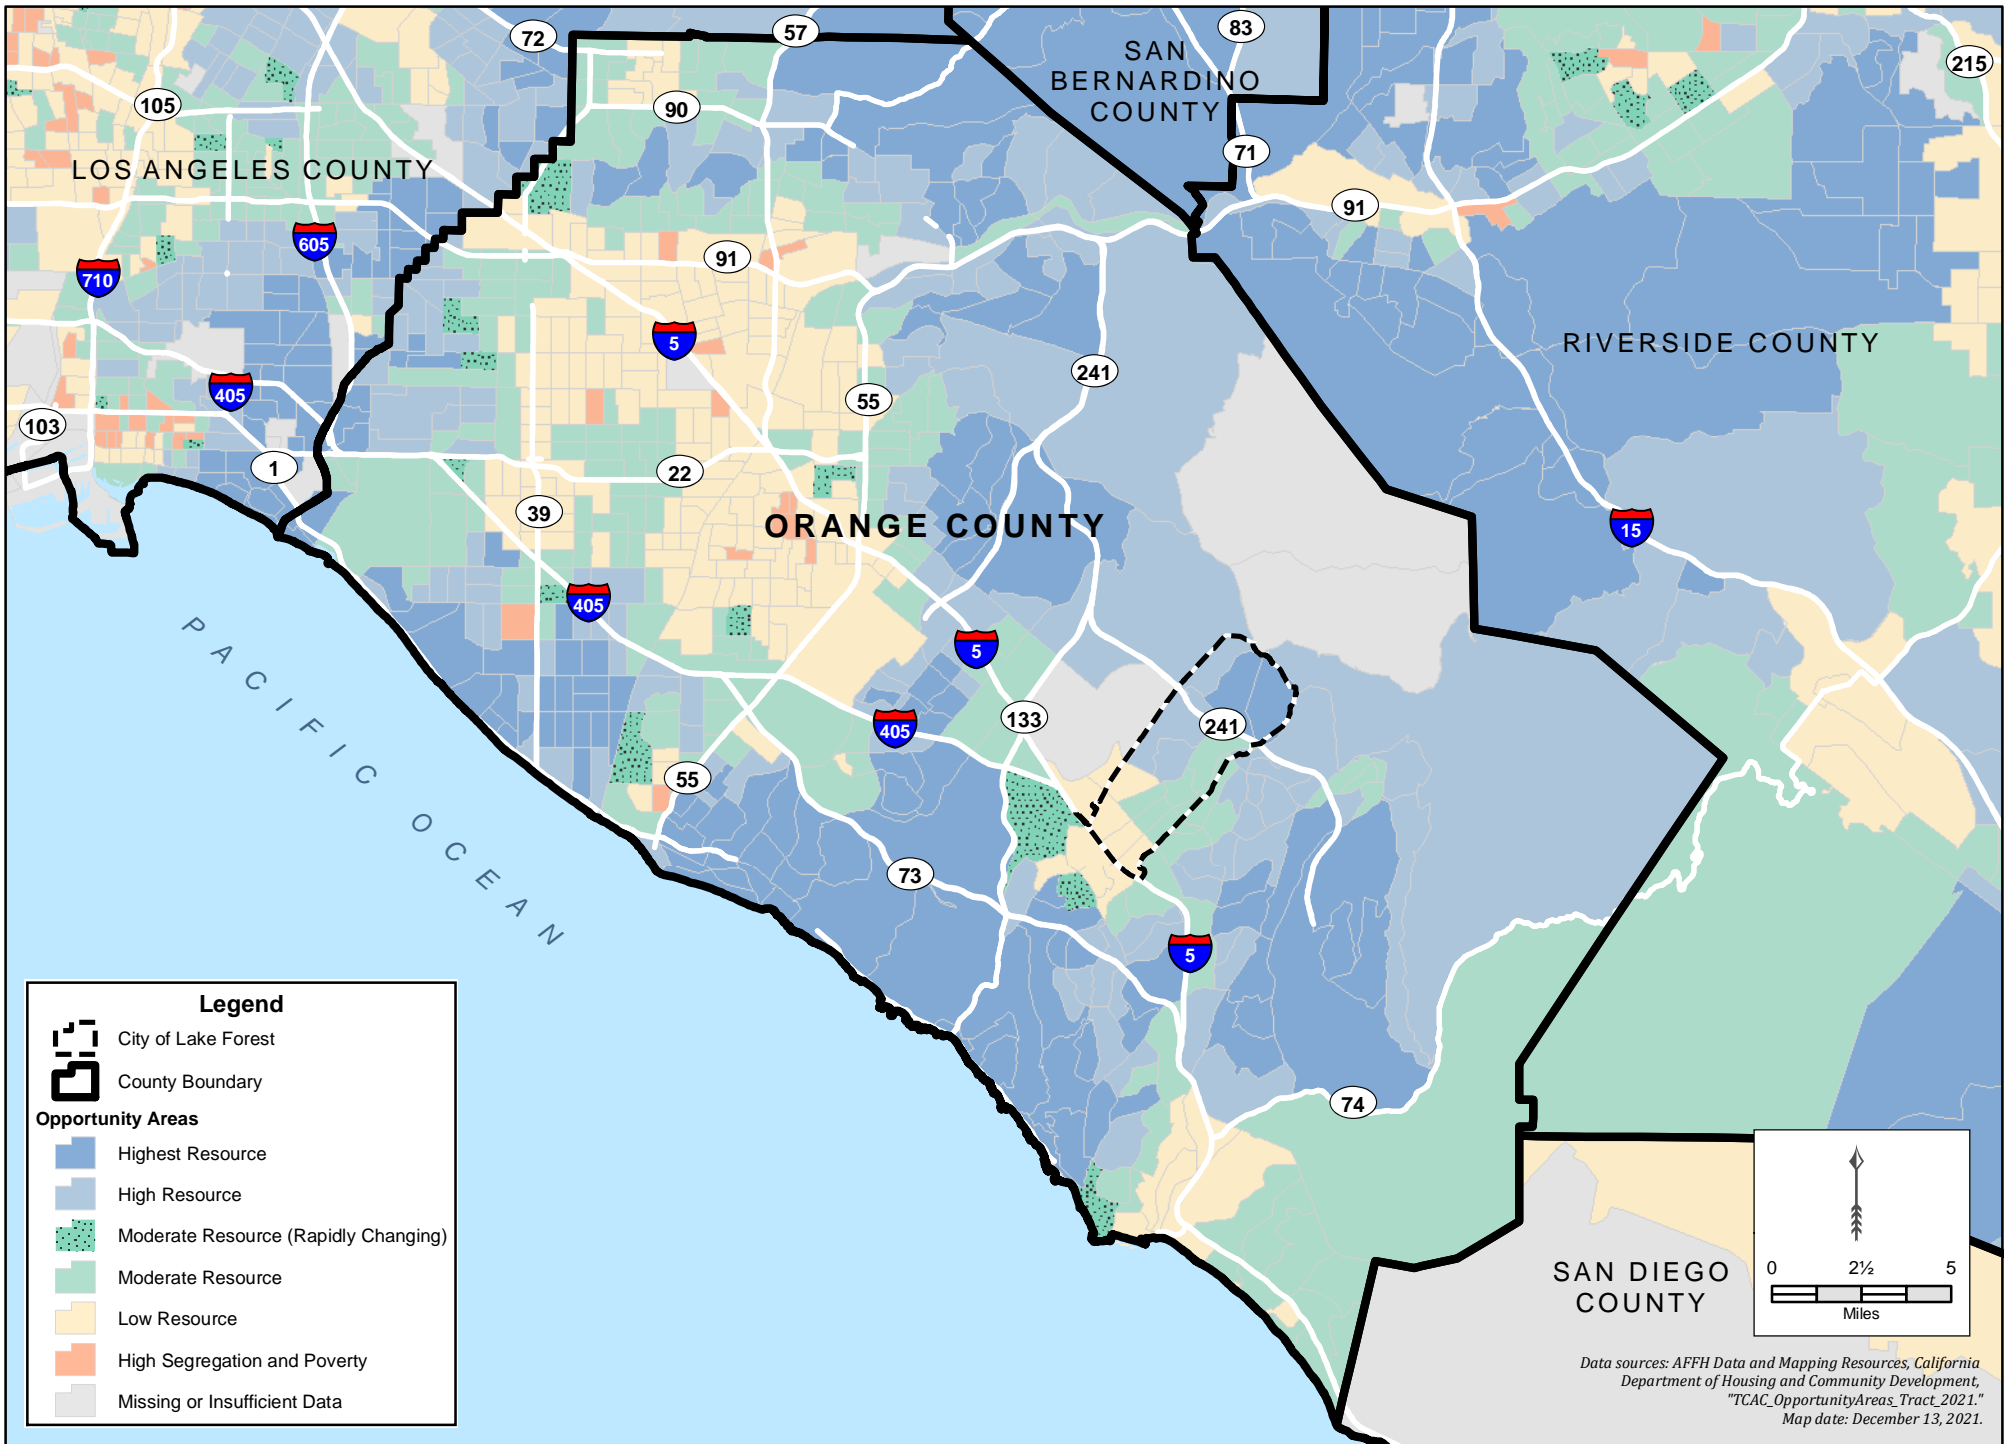 72
57
83
SAN
BERNARDINO
COUNTY
215
105
90
71
LOS ANGELES COUNTY
91
605
91
710
5
RIVERSIDE COUNTY
241
405
55
103
1
22
39
ORANGE COUNTY
15
405
5
PACIFIC OCEAN
133
241
405
55
73
5
74
Legend
City of Lake Forest
County Boundary
Opportunity Areas
Highest Resource
High Resource
Moderate Resource (Rapidly Changing)
Moderate Resource
Low Resource
High Segregation and Poverty
Missing or Insufficient Data
SAN DIEGO
COUNTY
0 2½ 5
Miles
Data sources: AFFH Data and Mapping Resources, California
Department of Housing and Community Development,
"TCAC_OpportunityAreas_Tract_2021."
Map date: December 13, 2021.